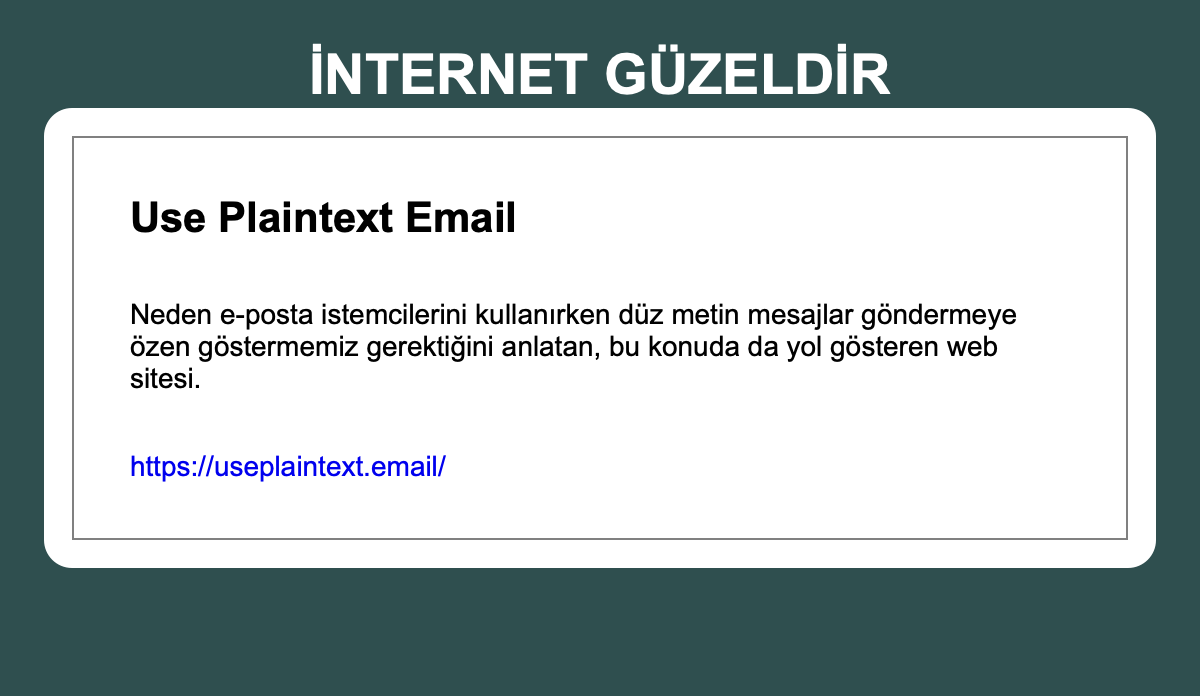 İNTERNET GÜZELDİR
Use Plaintext Email
Neden e-posta istemcilerini kullanırken düz metin mesajlar göndermeye
özen göstermemiz gerektiğini anlatan, bu konuda da yol gösteren web
sitesi.
https://useplaintext.email/